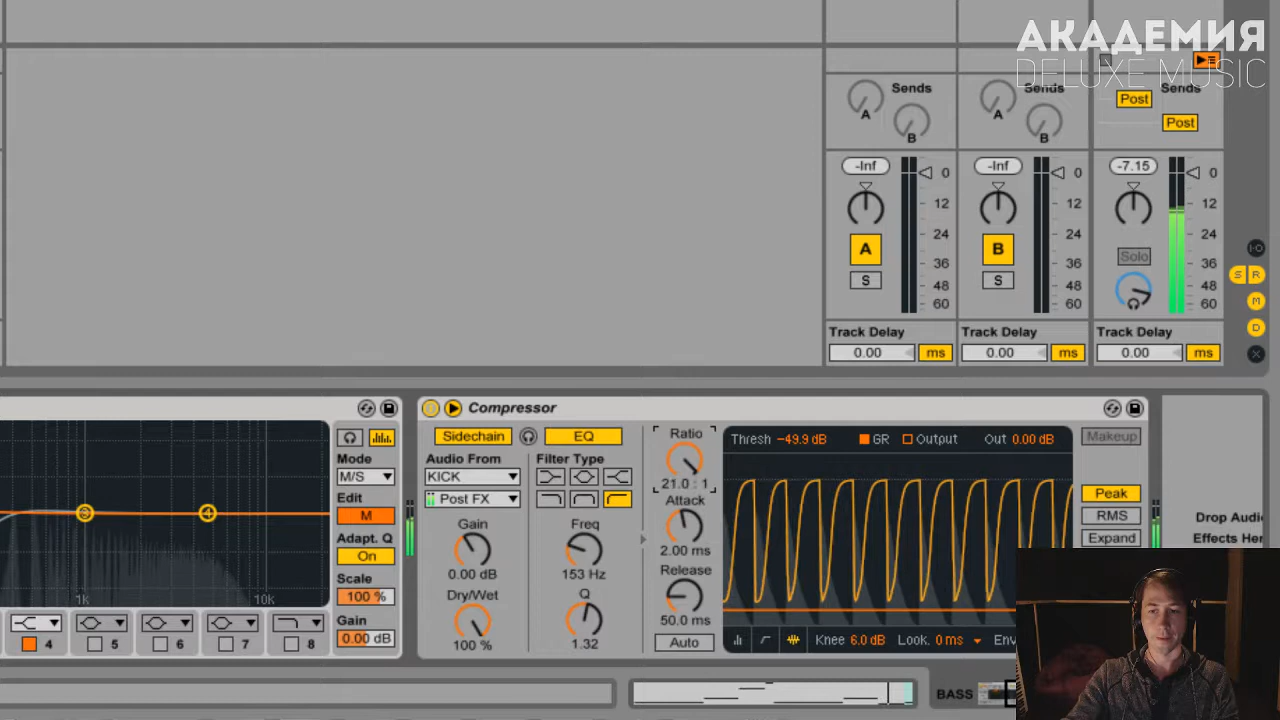 АКАДЕМИЯ
DELUXE MUSIC
Sends
A
B
Sends
A
B
Sends
Post
Post
-Inf
0
12
24
36
48
60
A
S
-Inf
0
12
24
36
48
60
B
S
-7.15
0
12
24
36
48
60
Solo
I-O
S R
M
D
X
Track Delay
0.00 ms
Track Delay
0.00 ms
Track Delay
0.00 ms
3 4
1k 10k
4 5 6 7 8
Mode
M/S
Edit
M
Adapt. Q
On
Scale
100 %
Gain
0.00 dB
Compressor
Sidechain EQ
Audio From
KICK
Post FX
Gain
0.00 dB
Dry/Wet
100 %
Filter Type
Freq
153 Hz
Q
1.32
Ratio
21.0 : 1
Attack
2.00 ms
Release
50.0 ms
Auto
Thresh -49.9 dB GR Output Out 0.00 dB
Knee 6.0 dB Look. 0 ms Env
Makeup
Peak
RMS
Expand
Drop Audi
Effects Her
BASS